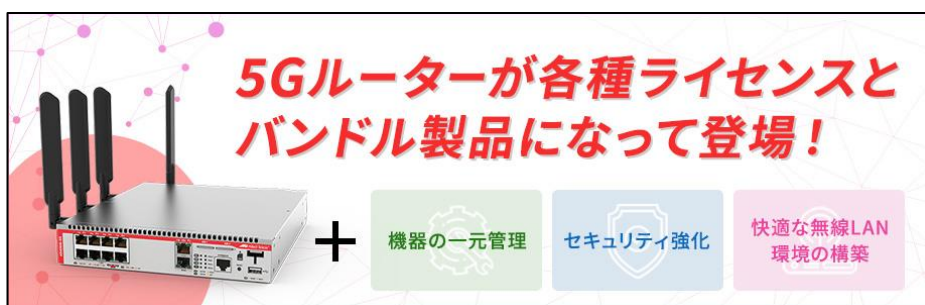 5Gルーターが各種ライセンスと
バンドル製品になって登場！
+
機器の一元管理
セキュリティ強化
快適な無線LAN
環境の構築